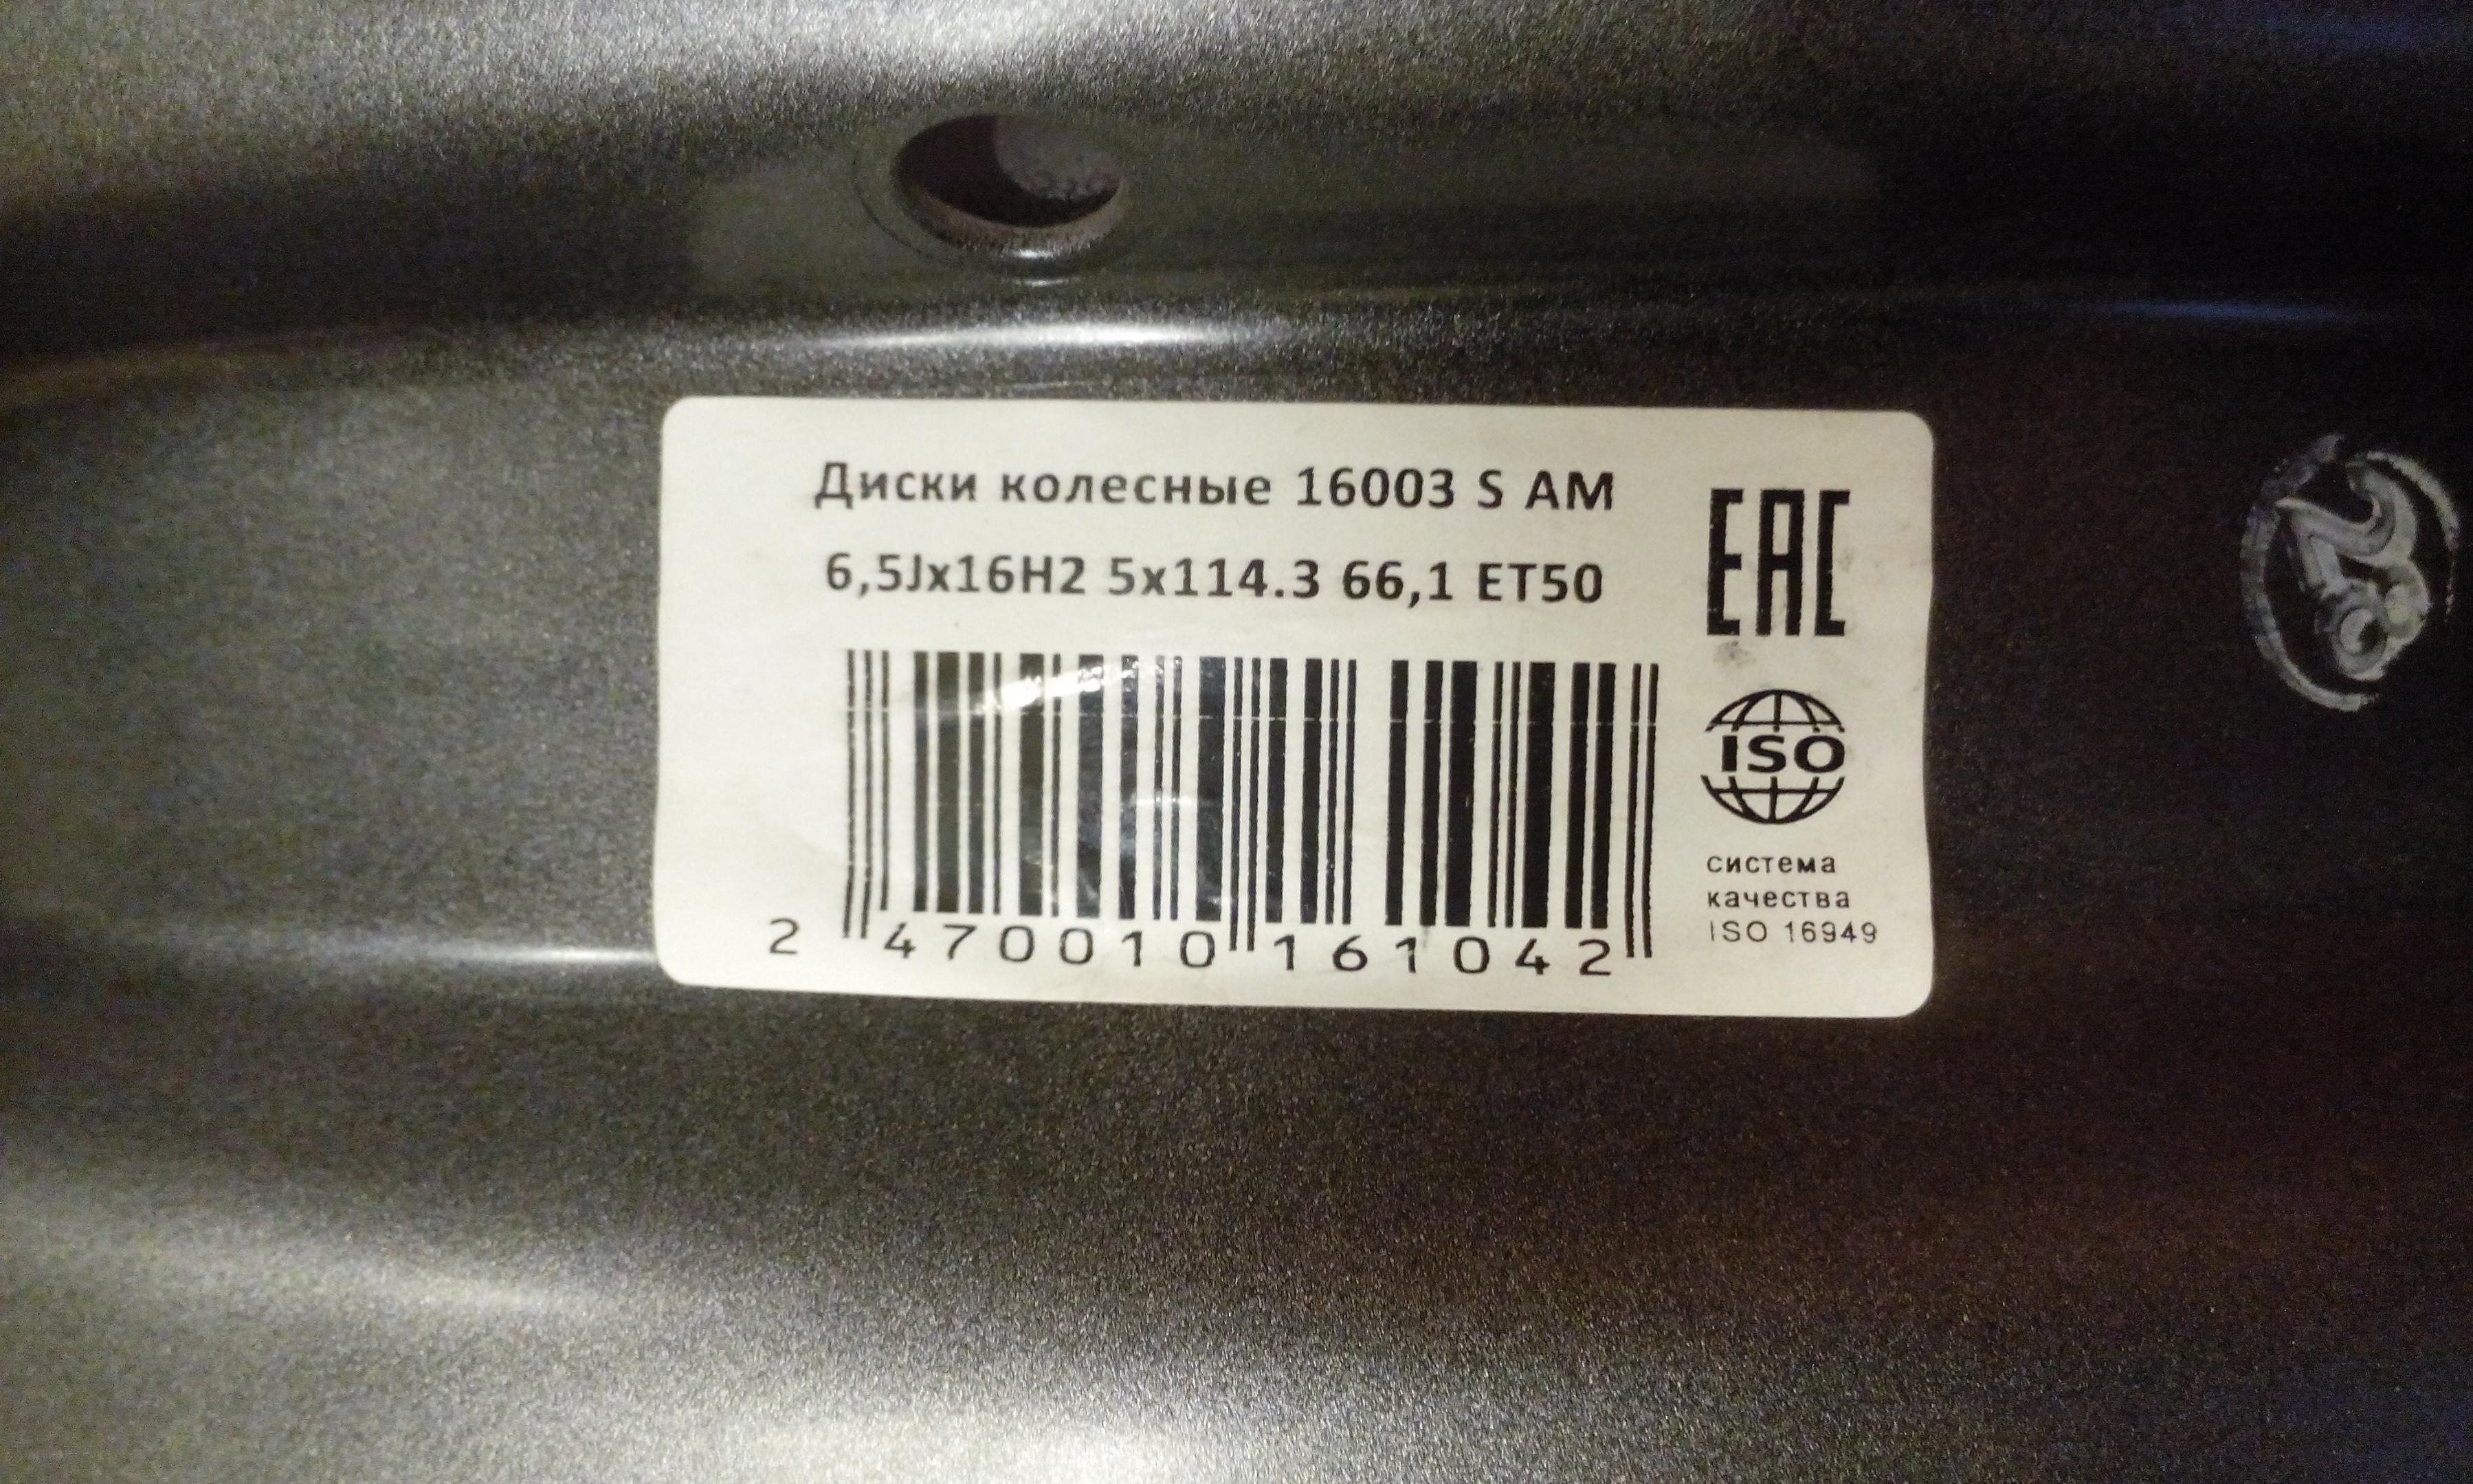 Диски колесные 16003 S AM
6,5Jx16H2 5x114.3 66,1 ET50
EAC
ISO
система
качества
ISO 16949
2 470010 161042